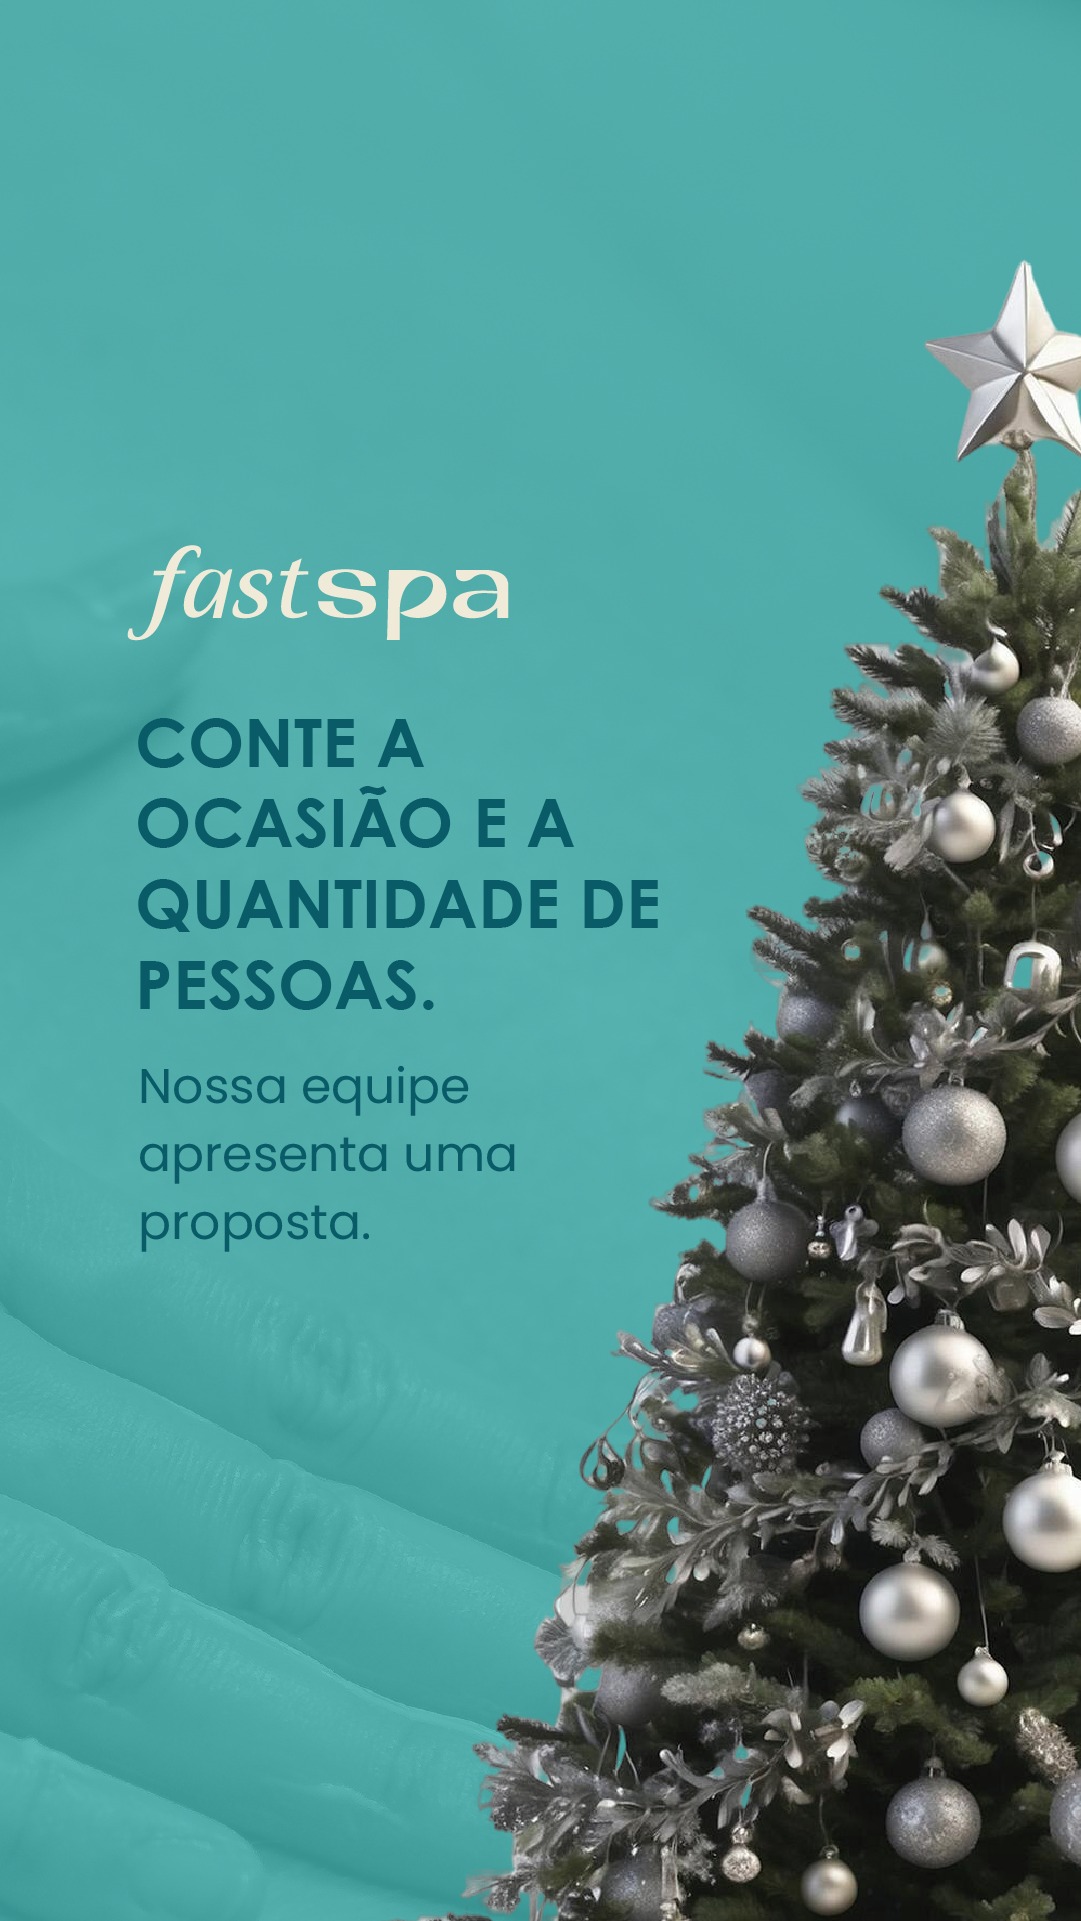 fastspa
CONTE A
OCASIÃO E A
QUANTIDADE DE
PESSOAS.
Nossa equipe
apresenta uma
proposta.